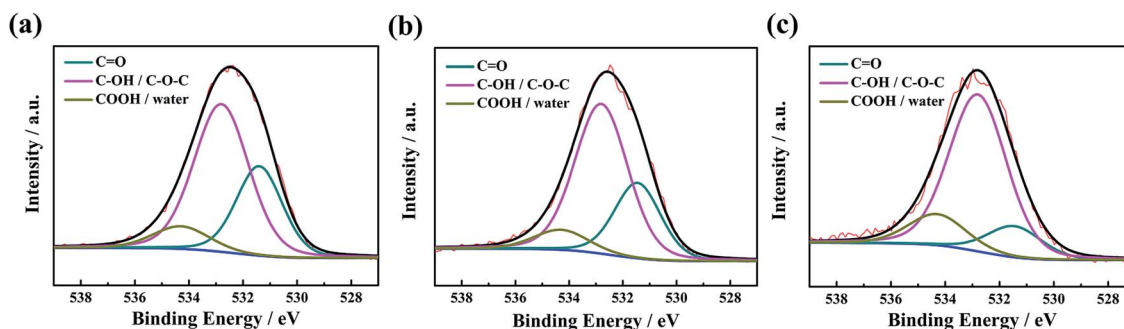 (a)
C=O
C-OH / C-O-C
COOH / water
Intensity / a.u.
538 536 534 532 530 528
Binding Energy / eV
(b)
C=O
C-OH / C-O-C
COOH / water
Intensity / a.u.
538 536 534 532 530 528
Binding Energy / eV
(c)
C=O
C-OH / C-O-C
COOH / water
Intensity / a.u.
538 536 534 532 530 528
Binding Energy / eV